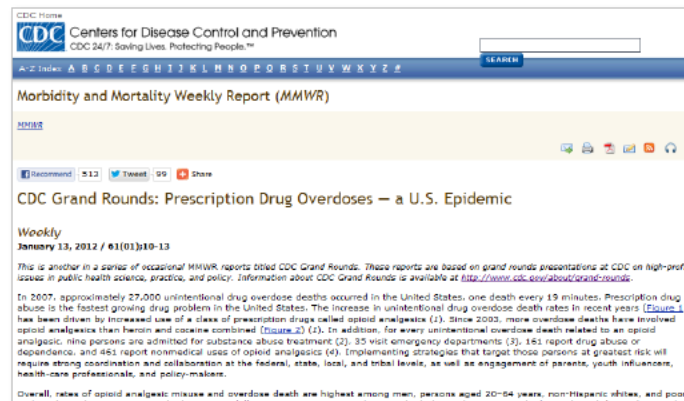 CDC Home
CDC Centers for Disease Control and Prevention
CDC 24/7: Saving Lives. Protecting People.™
SEARCH
A-Z Index A B C D E F G H I J K L M N O P Q R S T U V W X Y Z #
Morbidity and Mortality Weekly Report (MMWR)
MMWR
Recommend 513 Tweet 99 Share
CDC Grand Rounds: Prescription Drug Overdoses — a U.S. Epidemic
Weekly
January 13, 2012 / 61(01);10-13
This is another in a series of occasional MMWR reports titled CDC Grand Rounds. These reports are based on grand rounds presentations at CDC on high-prof
issues in public health science, practice, and policy. Information about CDC Grand Rounds is available at http://www.cdc.gov/about/grand-rounds.
In 2007, approximately 27,000 unintentional drug overdose deaths occurred in the United States, one death every 19 minutes. Prescription drug
abuse is the fastest growing drug problem in the United States. The increase in unintentional drug overdose death rates in recent years (Figure 1
has been driven by increased use of a class of prescription drugs called opioid analgesics (1). Since 2003, more overdose deaths have involved
opioid analgesics than heroin and cocaine combined (Figure 2) (1). In addition, for every unintentional overdose death related to an opioid
analgesic, nine persons are admitted for substance abuse treatment (2), 35 visit emergency departments (3), 161 report drug abuse or
dependence, and 461 report nonmedical uses of opioid analgesics (4). Implementing strategies that target those persons at greatest risk will
require strong coordination and collaboration at the federal, state, local, and tribal levels, as well as engagement of parents, youth influencers,
health-care professionals, and policy-makers.
Overall, rates of opioid analgesic misuse and overdose death are highest among men, persons aged 20–64 years, non-Hispanic whites, and poor